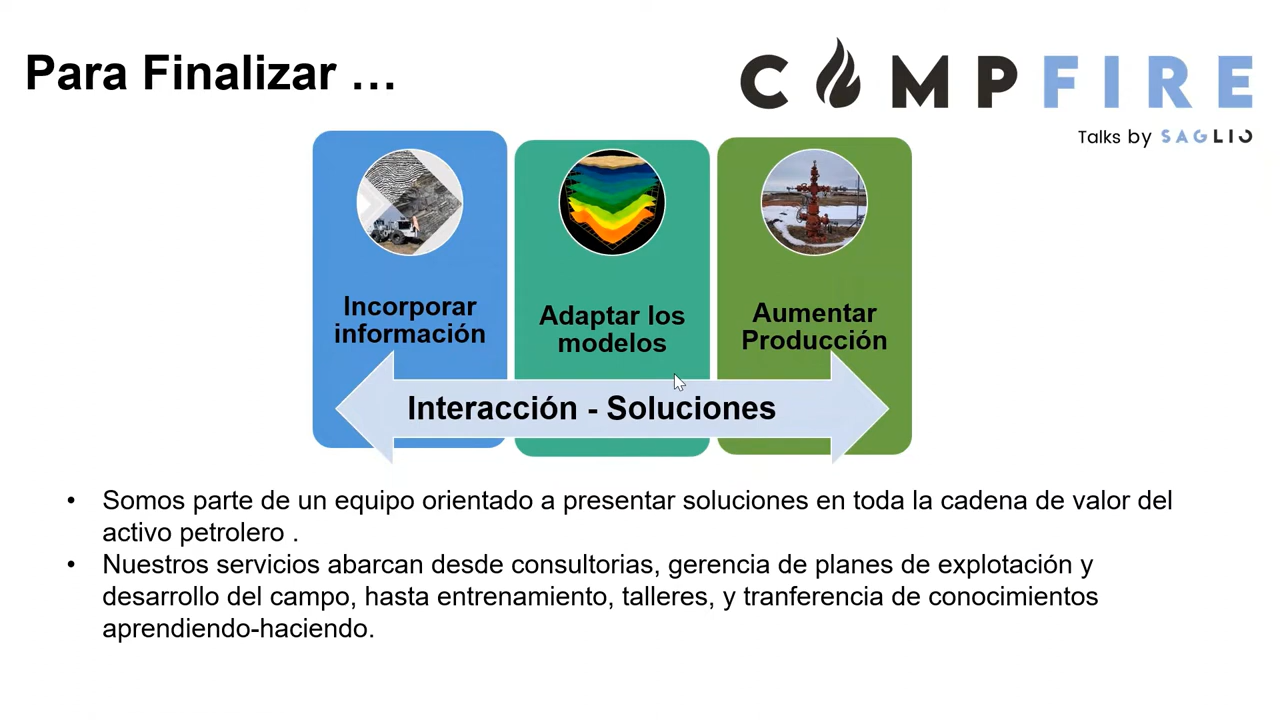 Para Finalizar ...
CAMPFIRE
Talks by SAGLIO
Incorporar
información
Adaptar los
modelos
Aumentar
Producción
Interacción - Soluciones
• Somos parte de un equipo orientado a presentar soluciones en toda la cadena de valor del
activo petrolero .
• Nuestros servicios abarcan desde consultorias, gerencia de planes de explotación y
desarrollo del campo, hasta entrenamiento, talleres, y tranferencia de conocimientos
aprendiendo-haciendo.